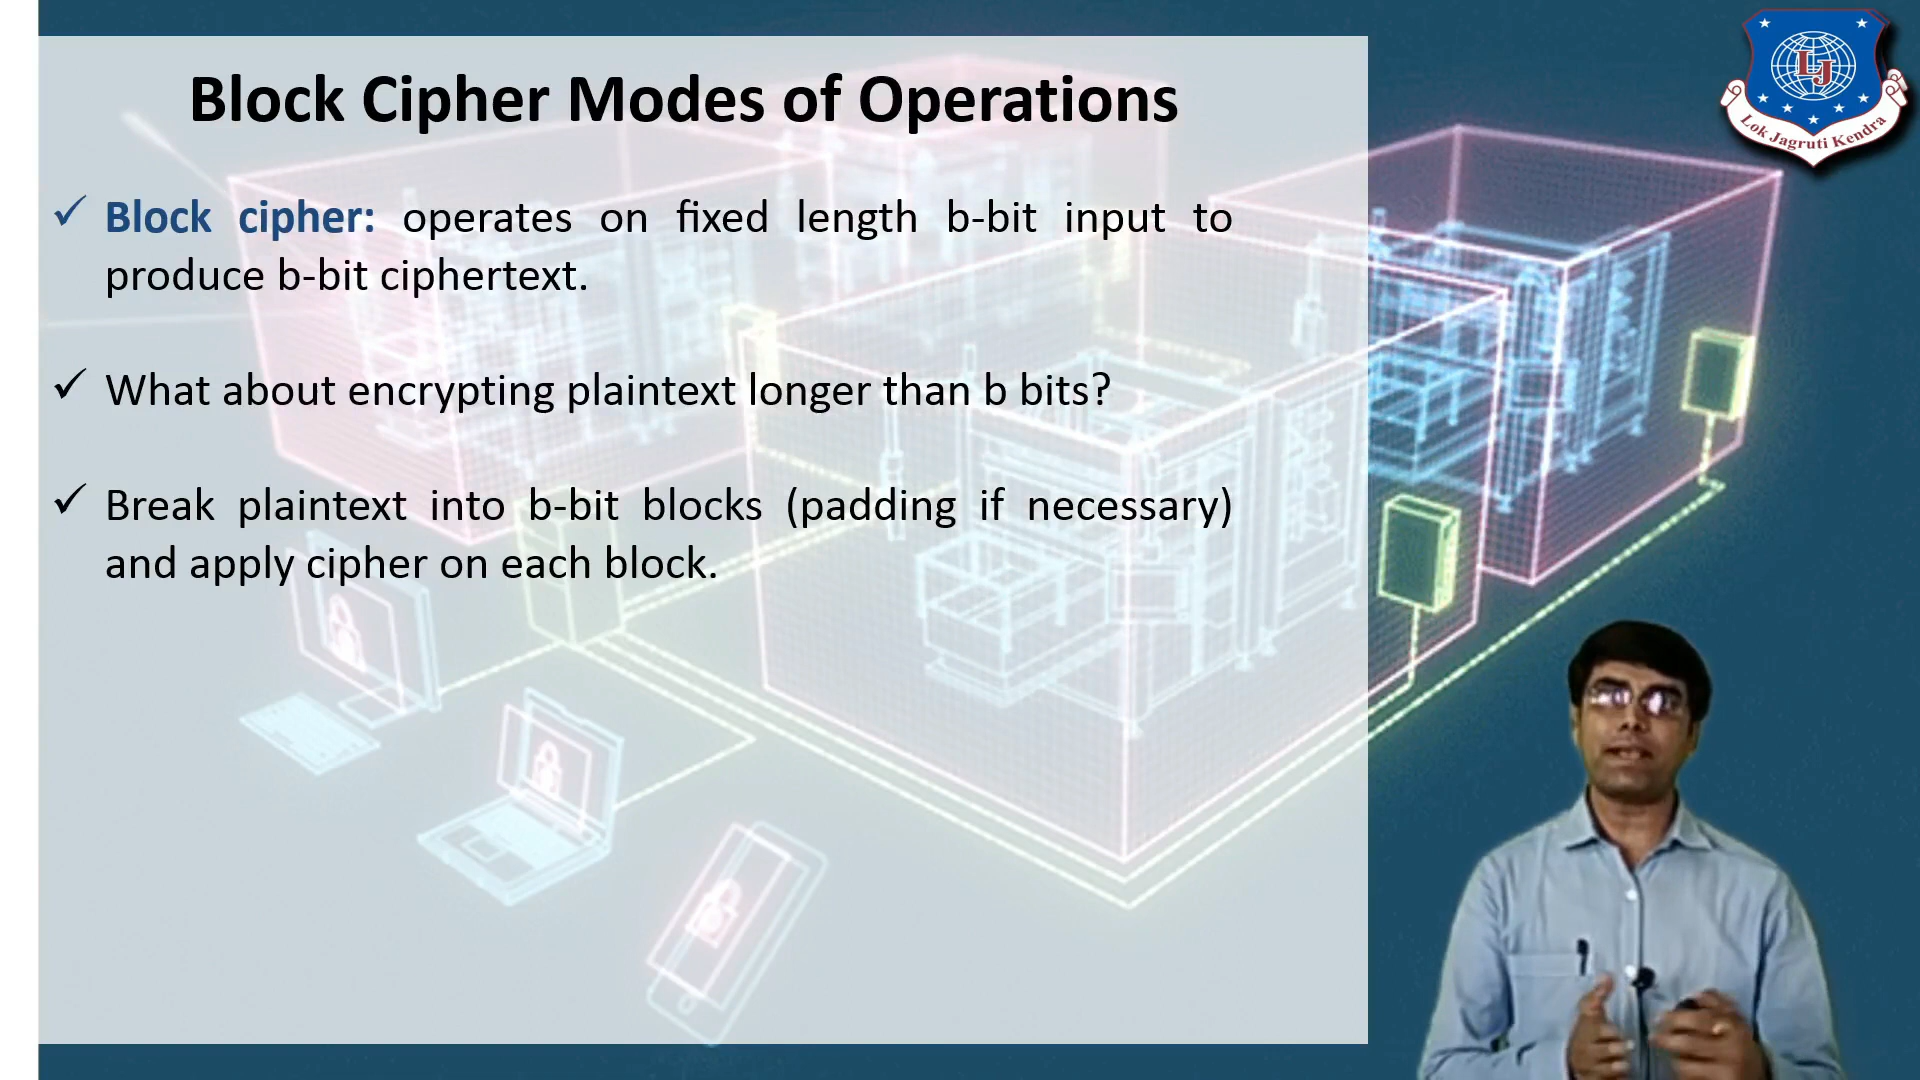 Block Cipher Modes of Operations
✓ Block cipher: operates on fixed length b-bit input to
produce b-bit ciphertext.
✓ What about encrypting plaintext longer than b bits?
✓ Break plaintext into b-bit blocks (padding if necessary)
and apply cipher on each block.
LJ
Lok Jagruti Kendra